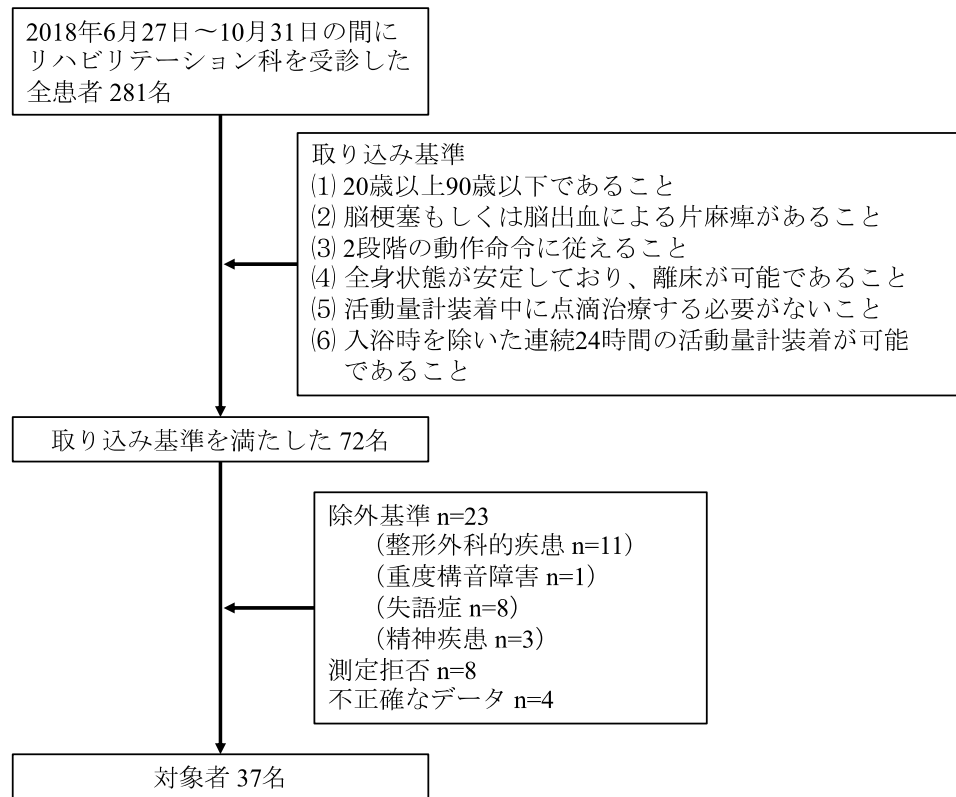 2018年6月27日～10月31日の間に
リハビリテーション科を受診した
全患者 281名
取り込み基準
⑴ 20歳以上90歳以下であること
⑵ 脳梗塞もしくは脳出血による片麻痺があること
⑶ 2段階の動作命令に従えること
⑷ 全身状態が安定しており、離床が可能であること
⑸ 活動量計装着中に点滴治療する必要がないこと
⑹ 入浴時を除いた連続24時間の活動量計装着が可能
であること
取り込み基準を満たした 72名
除外基準 n=23
（整形外科的疾患 n=11）
（重度構音障害 n=1）
（失語症 n=8）
（精神疾患 n=3）
測定拒否 n=8
不正確なデータ n=4
対象者 37名